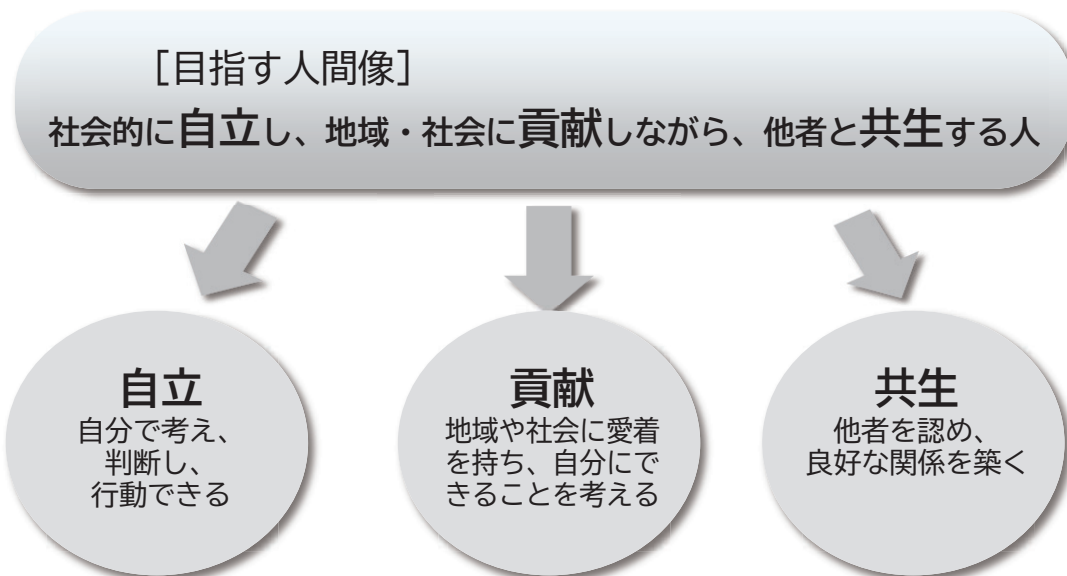 ［目指す人間像］
社会的に自立し、地域・社会に貢献しながら、他者と共生する人
自立
自分で考え、
判断し、
行動できる
貢献
地域や社会に愛着
を持ち、自分にで
きることを考える
共生
他者を認め、
良好な関係を築く